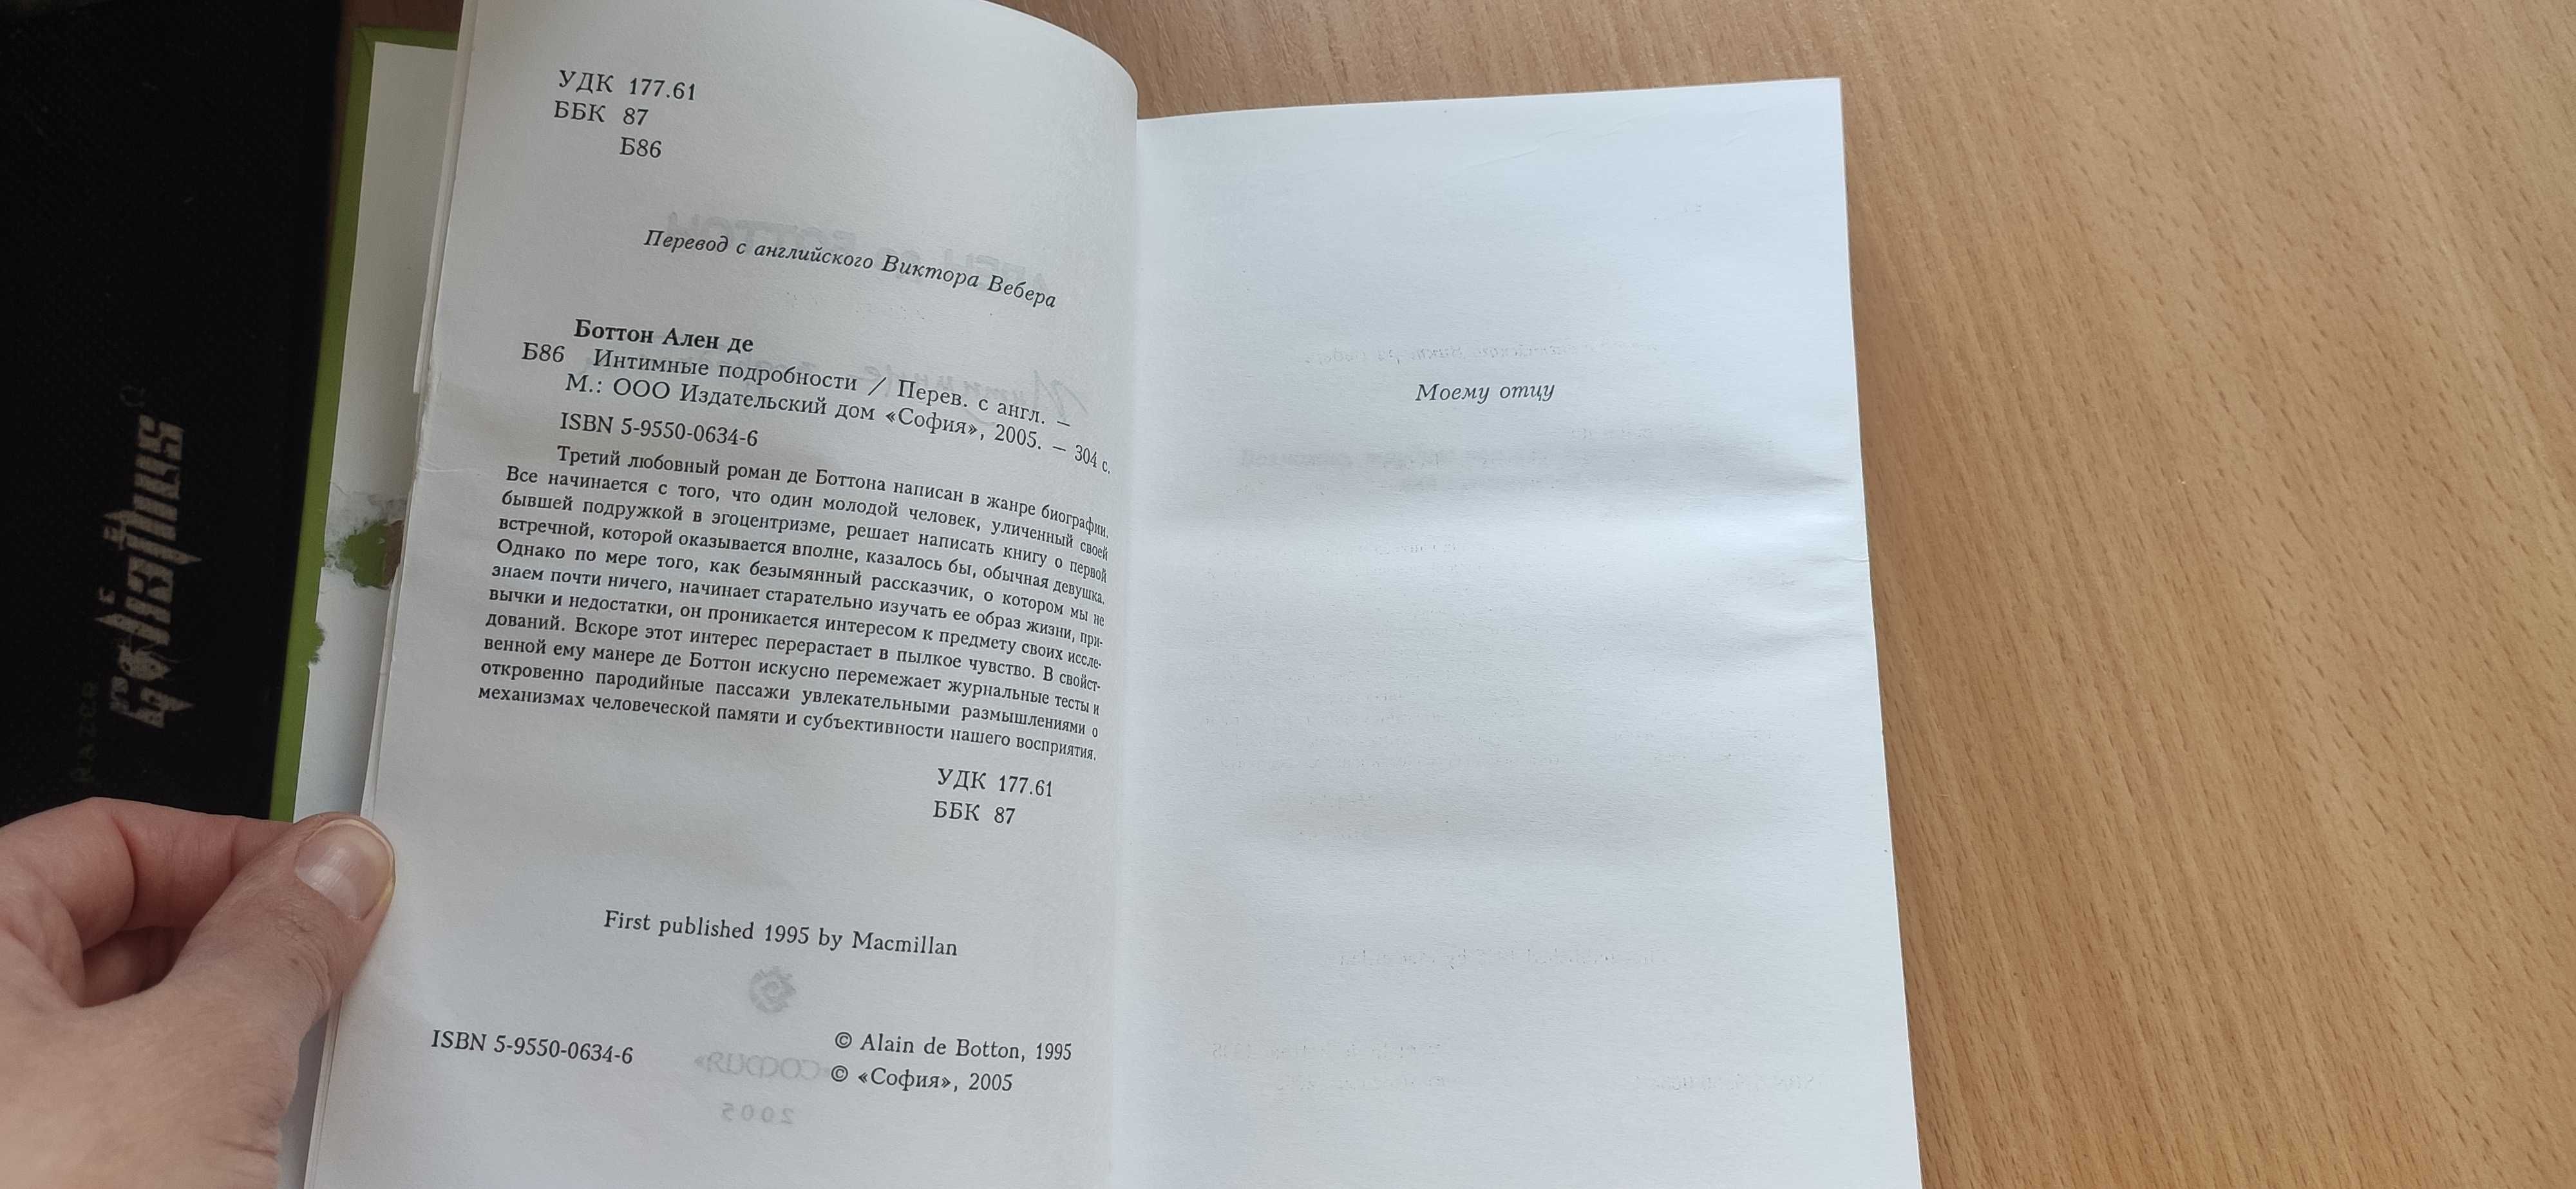 УДК 177.61
ББК 87
Б86
Перевод с английского Виктора Вебера
Боттон Ален де
Б86 Интимные подробности / Перев. с англ. —
М.: ООО Издательский дом «София», 2005. — 304 с.
ISBN 5-9550-0634-6
Третий любовный роман де Боттона написан в жанре биографии.
Все начинается с того, что один молодой человек, уличенный своей
бывшей подружкой в эгоцентризме, решает написать книгу о первой
встречной, которой оказывается вполне, казалось бы, обычная девушка.
Однако по мере того, как безымянный рассказчик, о котором мы не
знаем почти ничего, начинает старательно изучать ее образ жизни, при-
вычки и недостатки, он проникается интересом к предмету своих иссле-
дований. Вскоре этот интерес перерастает в пылкое чувство. В свойст-
венной ему манере де Боттон искусно перемежает журнальные тесты и
откровенно пародийные пассажи увлекательными размышлениями о
механизмах человеческой памяти и субъективности нашего восприятия.
УДК 177.61
ББК 87
First published 1995 by Macmillan
ISBN 5-9550-0634-6
© Alain de Botton, 1995
© «София», 2005
Моему отцу
RAZER